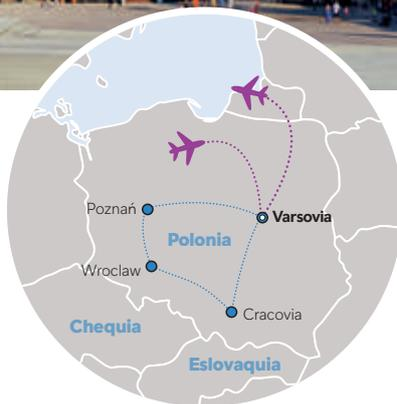 Poznań
Varsovia
Polonia
Wroclaw
Cracovia
Chequia
Eslovaquia